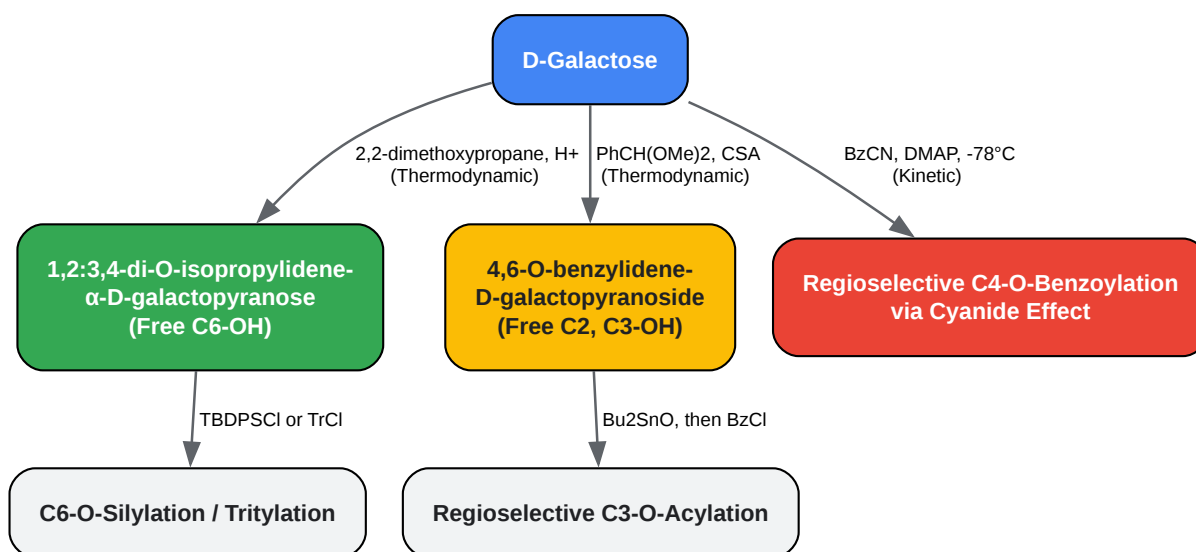 D-Galactose
2,2-dimethoxypropane, H+
(Thermodynamic)
PhCH(OMe)2, CSA
(Thermodynamic)
BzCN, DMAP, -78°C
(Kinetic)
1,2:3,4-di-O-isopropylidene-
α-D-galactopyranose
(Free C6-OH)
4,6-O-benzylidene-
D-galactopyranoside
(Free C2, C3-OH)
Regioselective C4-O-Benzoylation
via Cyanide Effect
TBDPSCl or TrCl
Bu2SnO, then BzCl
C6-O-Silylation / Tritylation
Regioselective C3-O-Acylation